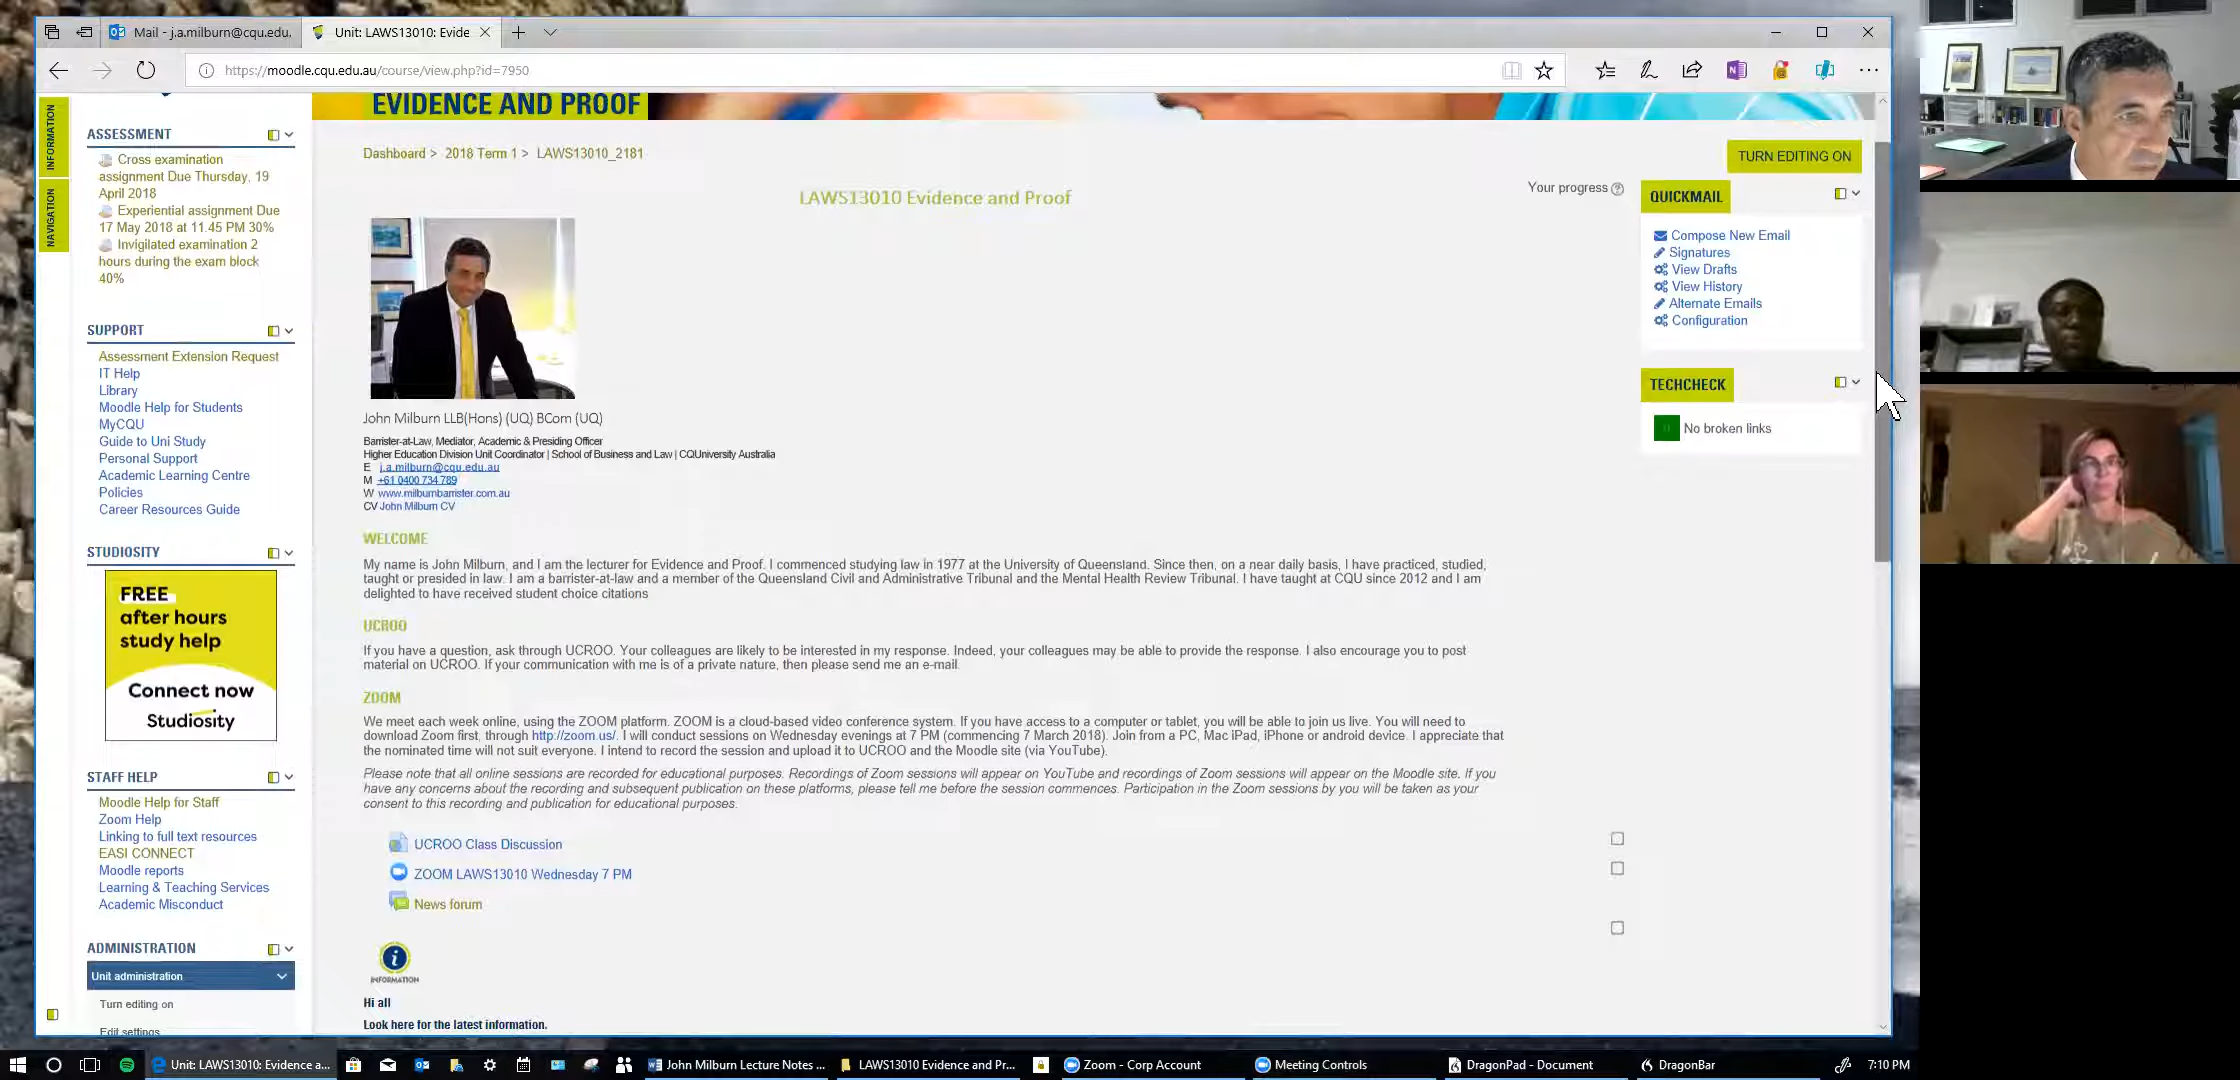 Mail - j.a.milburn@cqu.edu.
Unit: LAWS13010: Evide
https://moodle.cqu.edu.au/course/view.php?id=7950
INFORMATION
NAVIGATION
ASSESSMENT
Cross examination
assignment Due Thursday, 19
April 2018
Experiential assignment Due
17 May 2018 at 11.45 PM 30%
Invigilated examination 2
hours during the exam block
40%
SUPPORT
Assessment Extension Request
IT Help
Library
Moodle Help for Students
MyCQU
Guide to Uni Study
Personal Support
Academic Learning Centre
Policies
Career Resources Guide
STUDIOSITY
FREE
after hours
study help
Connect now
Studiosity
STAFF HELP
Moodle Help for Staff
Zoom Help
Linking to full text resources
EASI CONNECT
Moodle reports
Learning & Teaching Services
Academic Misconduct
ADMINISTRATION
Unit administration
Turn editing on
Edit settings
EVIDENCE AND PROOF
Dashboard > 2018 Term 1 > LAWS13010_2181
TURN EDITING ON
Your progress
LAWS13010 Evidence and Proof
John Milburn LLB(Hons) (UQ) BCom (UQ)
Barrister-at-Law, Mediator, Academic & Presiding Officer
Higher Education Division Unit Coordinator | School of Business and Law | CQUniversity Australia
E j.a.milburn@cqu.edu.au
M +61 0400 734 789
W www.milburnbarrister.com.au
CV John Milburn CV
WELCOME
My name is John Milburn, and I am the lecturer for Evidence and Proof. I commenced studying law in 1977 at the University of Queensland. Since then, on a near daily basis, I have practiced, studied,
taught or presided in law. I am a barrister-at-law and a member of the Queensland Civil and Administrative Tribunal and the Mental Health Review Tribunal. I have taught at CQU since 2012 and I am
delighted to have received student choice citations
UCROO
If you have a question, ask through UCROO. Your colleagues are likely to be interested in my response. Indeed, your colleagues may be able to provide the response. I also encourage you to post
material on UCROO. If your communication with me is of a private nature, then please send me an e-mail.
ZOOM
We meet each week online, using the ZOOM platform. ZOOM is a cloud-based video conference system. If you have access to a computer or tablet, you will be able to join us live. You will need to
download Zoom first, through http://zoom.us/. I will conduct sessions on Wednesday evenings at 7 PM (commencing 7 March 2018). Join from a PC, Mac iPad, iPhone or android device. I appreciate that
the nominated time will not suit everyone. I intend to record the session and upload it to UCROO and the Moodle site (via YouTube).
Please note that all online sessions are recorded for educational purposes. Recordings of Zoom sessions will appear on YouTube and recordings of Zoom sessions will appear on the Moodle site. If you
have any concerns about the recording and subsequent publication on these platforms, please tell me before the session commences. Participation in the Zoom sessions by you will be taken as your
consent to this recording and publication for educational purposes.
UCROO Class Discussion
ZOOM LAWS13010 Wednesday 7 PM
News forum
INFORMATION
Hi all
Look here for the latest information.
QUICKMAIL
Compose New Email
Signatures
View Drafts
View History
Alternate Emails
Configuration
TECHCHECK
0 No broken links
Unit: LAWS13010: Evidence a...
John Milburn Lecture Notes ...
LAWS13010 Evidence and Pr...
Zoom - Corp Account
Meeting Controls
DragonPad - Document
DragonBar
7:10 PM